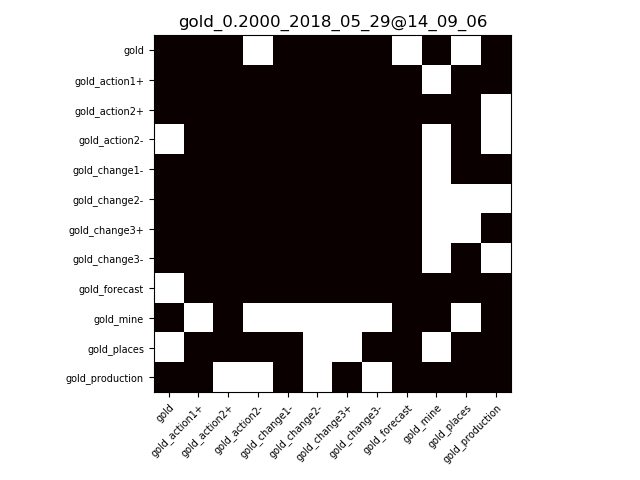 gold_0.2000_2018_05_29@14_09_06
gold
gold_action1+
gold_action2+
gold_action2-
gold_change1-
gold_change2-
gold_change3+
gold_change3-
gold_forecast
gold_mine
gold_places
gold_production
gold
gold_action1+
gold_action2+
gold_action2-
gold_change1-
gold_change2-
gold_change3+
gold_change3-
gold_forecast
gold_mine
gold_places
gold_production